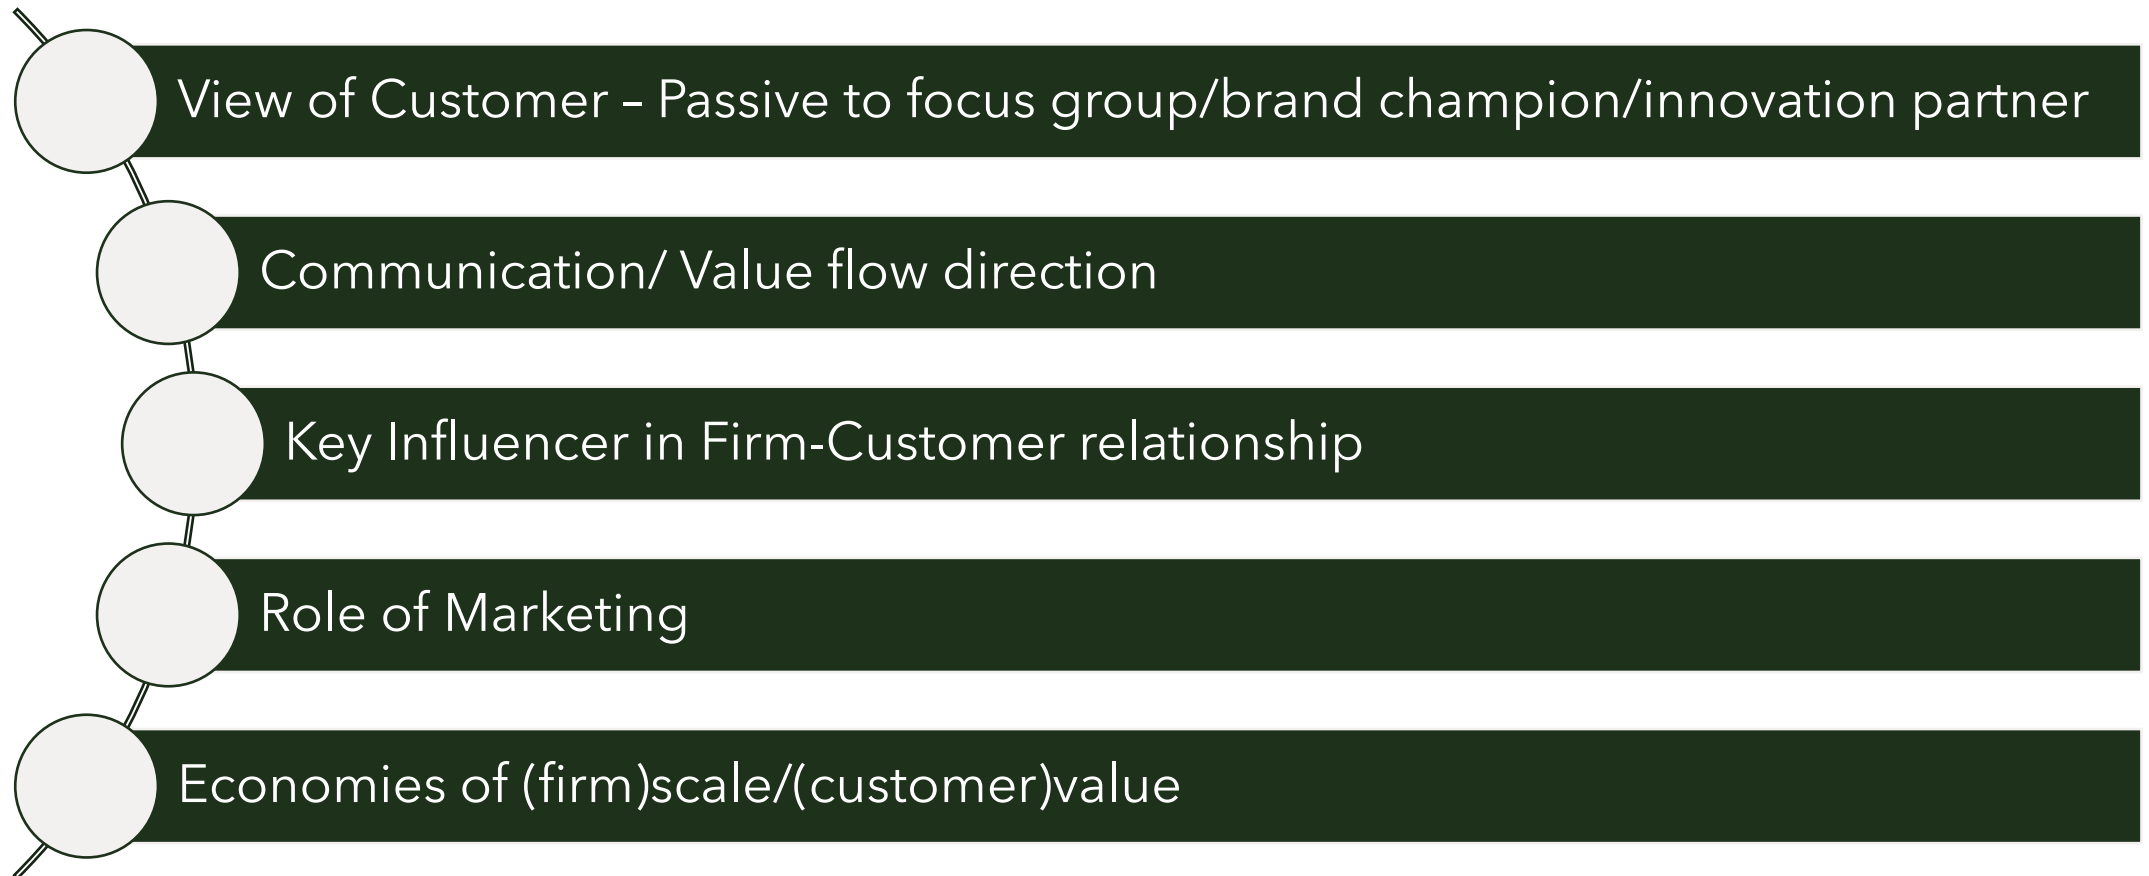 View of Customer – Passive to focus group/brand champion/innovation partner
Communication/ Value flow direction
Key Influencer in Firm-Customer relationship
Role of Marketing
Economies of (firm)scale/(customer)value